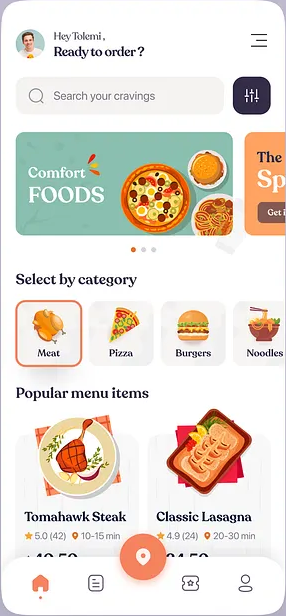 Hey Tolemi,
Ready to order ?
Search your cravings
Comfort
FOODS
The
Sp
Get i
Select by category
Meat
Pizza
Burgers
Noodles
Popular menu items
Tomahawk Steak
Classic Lasagna
5.0 (42) 10-15 min
4.9 (24) 20-30 min